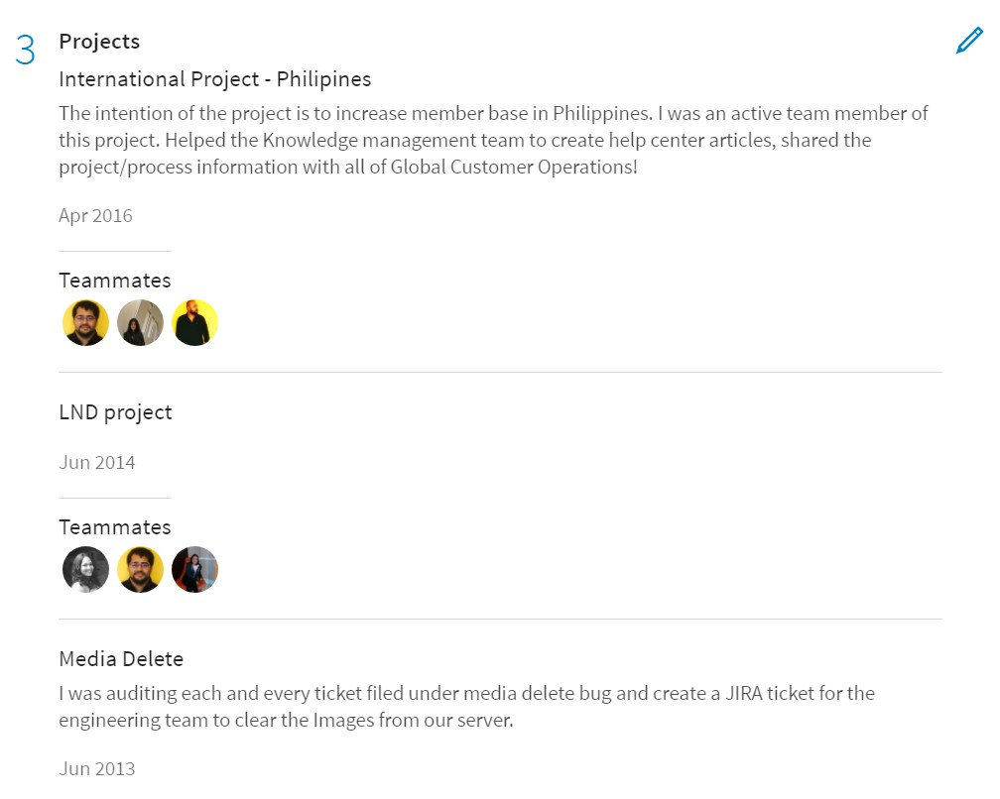 3 Projects
International Project - Philipines
The intention of the project is to increase member base in Philippines. I was an active team member of
this project. Helped the Knowledge management team to create help center articles, shared the
project/process information with all of Global Customer Operations!
Apr 2016
Teammates
LND project
Jun 2014
Teammates
Media Delete
I was auditing each and every ticket filed under media delete bug and create a JIRA ticket for the
engineering team to clear the Images from our server.
Jun 2013